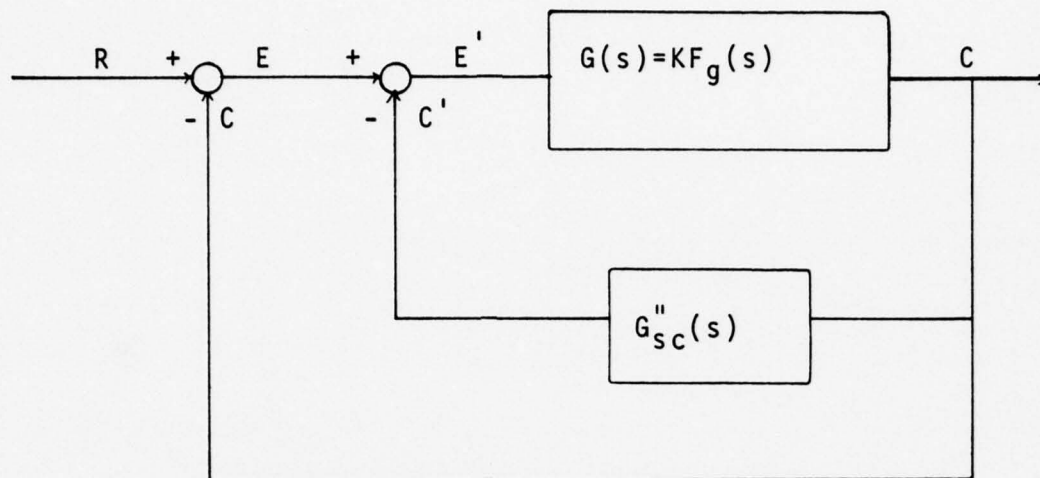 R + E + E' G(s)=KF_g(s) C
- C - C'
G"_sc(s)